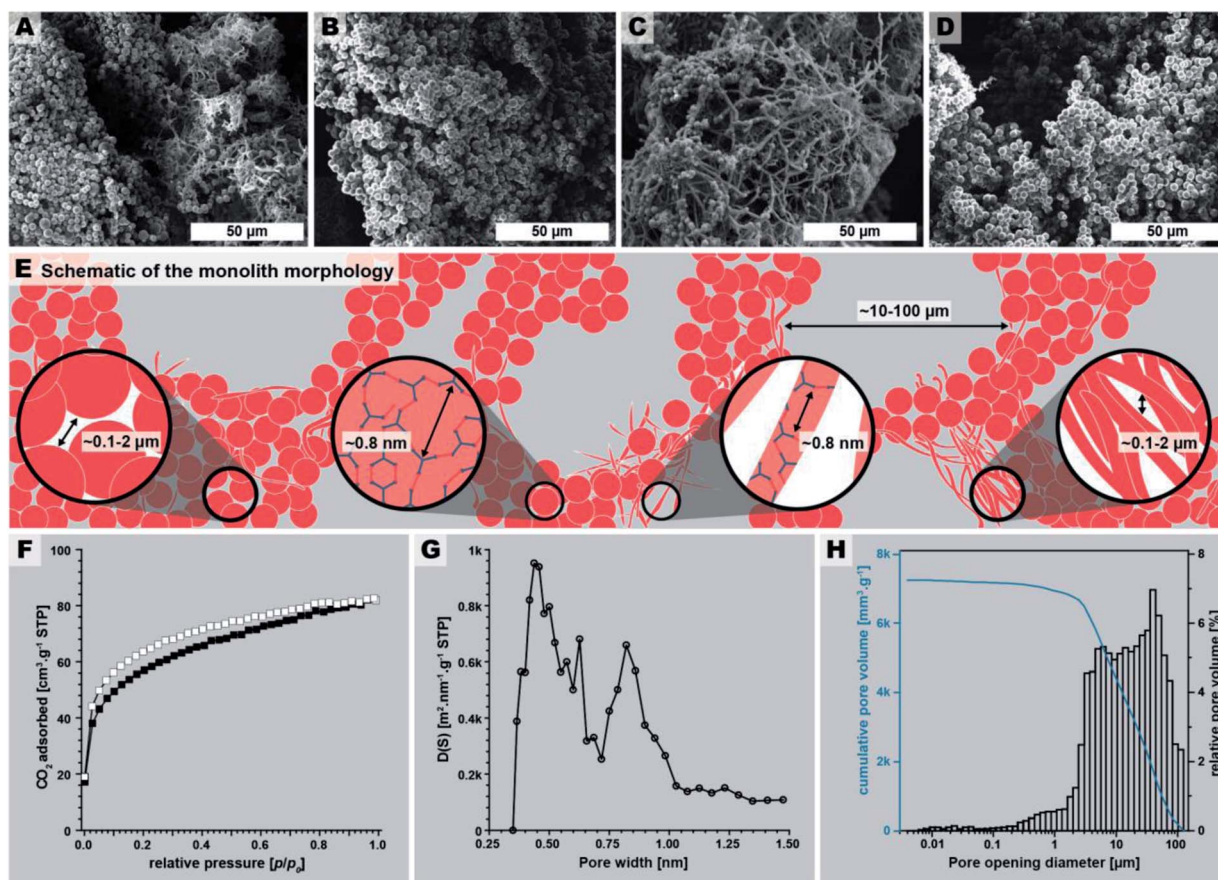 A
50 µm
B
50 µm
C
50 µm
D
50 µm
E Schematic of the monolith morphology
~10-100 µm
~0.1-2 µm
~0.8 nm
~0.8 nm
~0.1-2 µm
F
CO₂ adsorbed [cm³.g⁻¹ STP]
100
80
60
40
20
0
0.0 0.2 0.4 0.6 0.8 1.0
relative pressure [p/p₀]
G
D(S) [m².nm⁻¹.g⁻¹ STP]
1k
0.8k
0.6k
0.4k
0.2k
0
0.25 0.50 0.75 1.00 1.25 1.50
Pore width [nm]
H
cumulative pore volume [mm³.g⁻¹]
8k
6k
4k
2k
0
8
6
4
2
0
relative volume [%]
0.01 0.1 1 10 100
Pore opening diameter [µm]